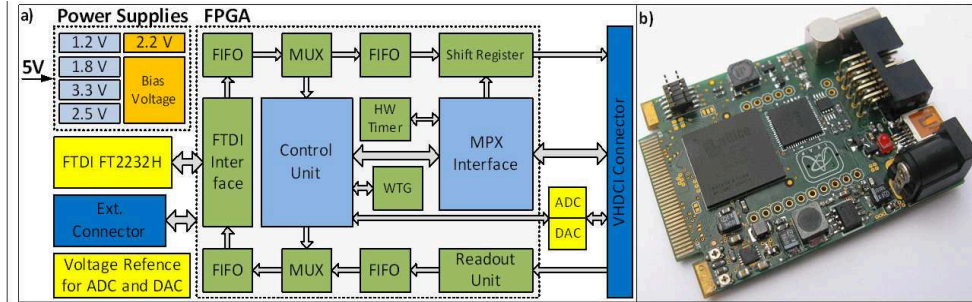 a)
Power Supplies
FPGA
b)
5V
1.2 V
2.2 V
1.8 V
3.3 V
2.5 V
Bias
Voltage
FTDI FT2232H
Ext.
Connector
Voltage Refence
for ADC and DAC
FIFO
MUX
FIFO
Shift Register
FTDI
Inter
face
Control
Unit
HW
Timer
WTG
MPX
Interface
ADC
DAC
FIFO
MUX
FIFO
Readout
Unit
VHDCI Connector